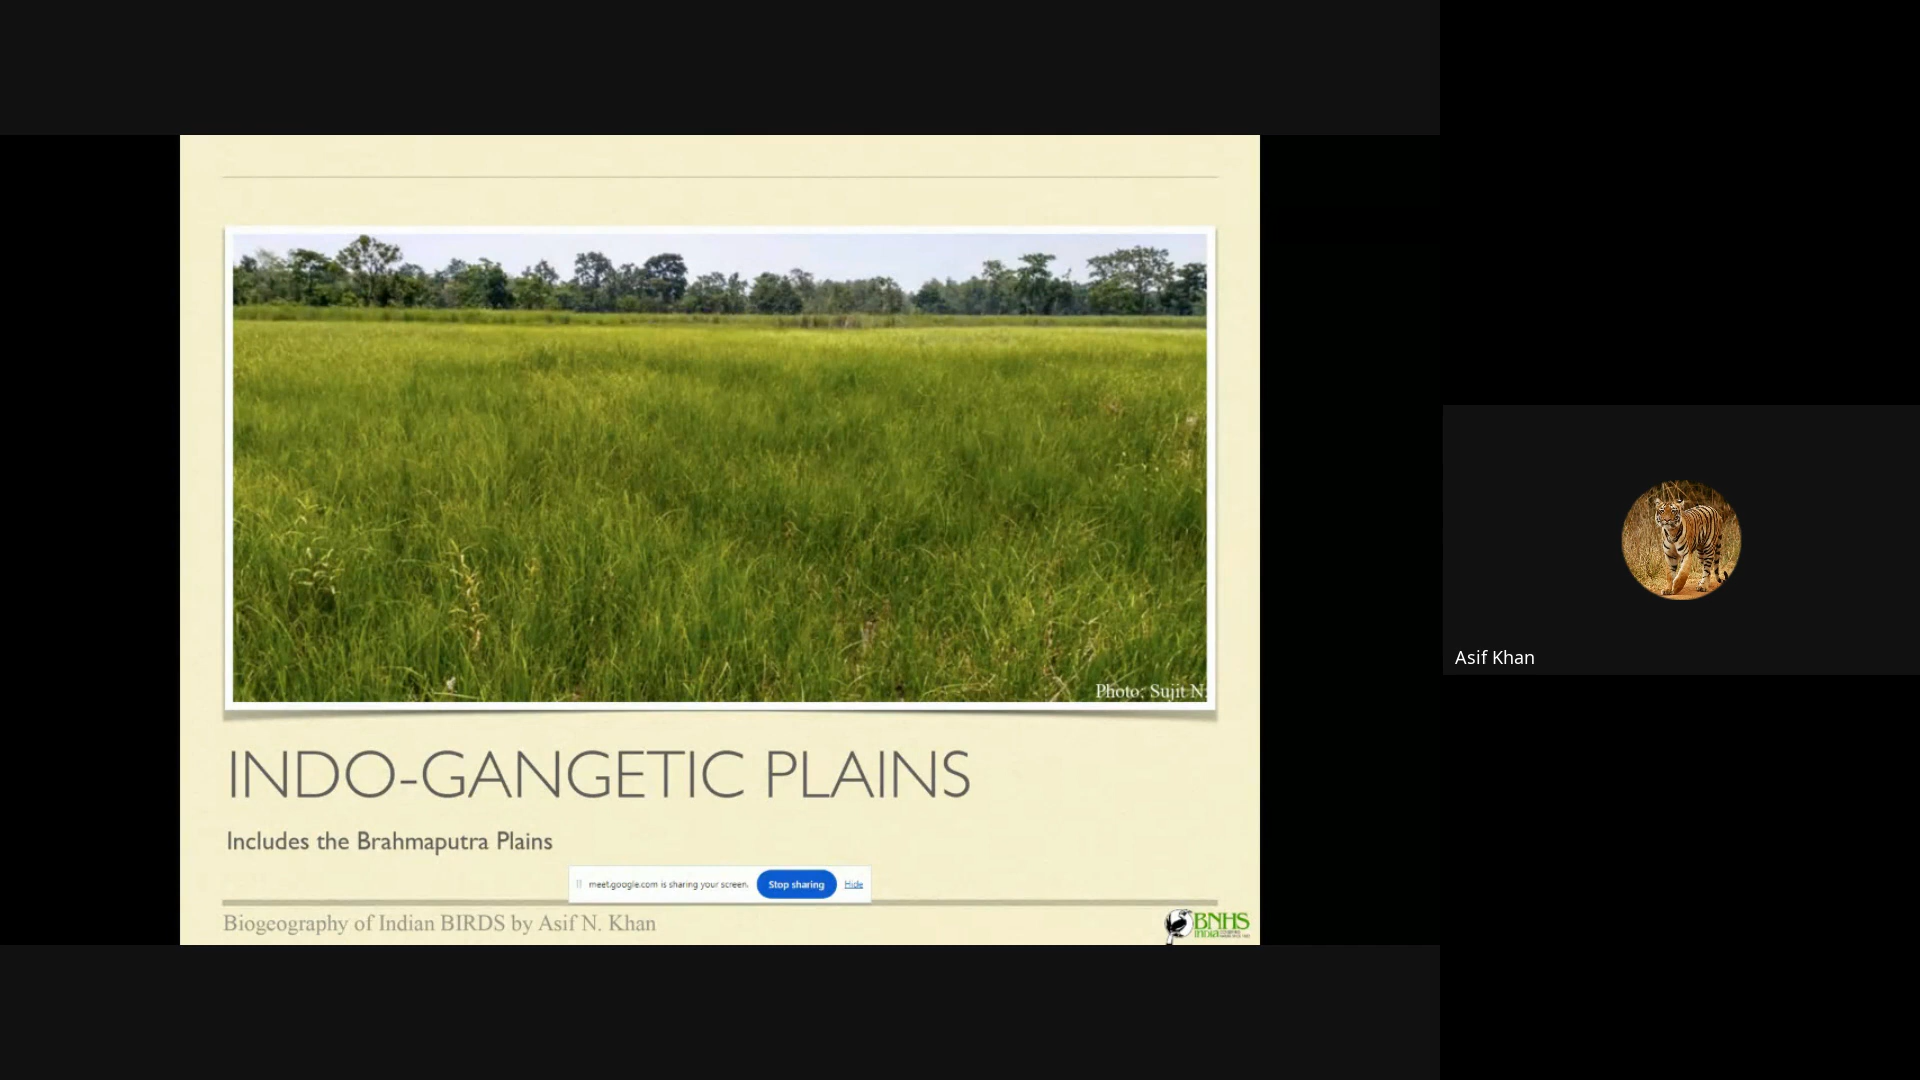 Photo: Sujit N.
INDO-GANGETIC PLAINS
Includes the Brahmaputra Plains
meet.google.com is sharing your screen.
Stop sharing
Hide
Biogeography of Indian BIRDS by Asif N. Khan
BNHS
India
Asif Khan